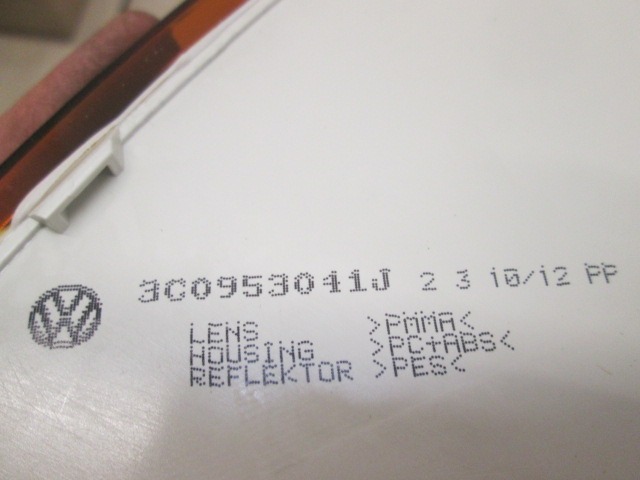 3C0953041J 2 3 10/12 PP
LENS >PMMA<
HOUSING >PC+ABS<
REFLEKTOR >PES<